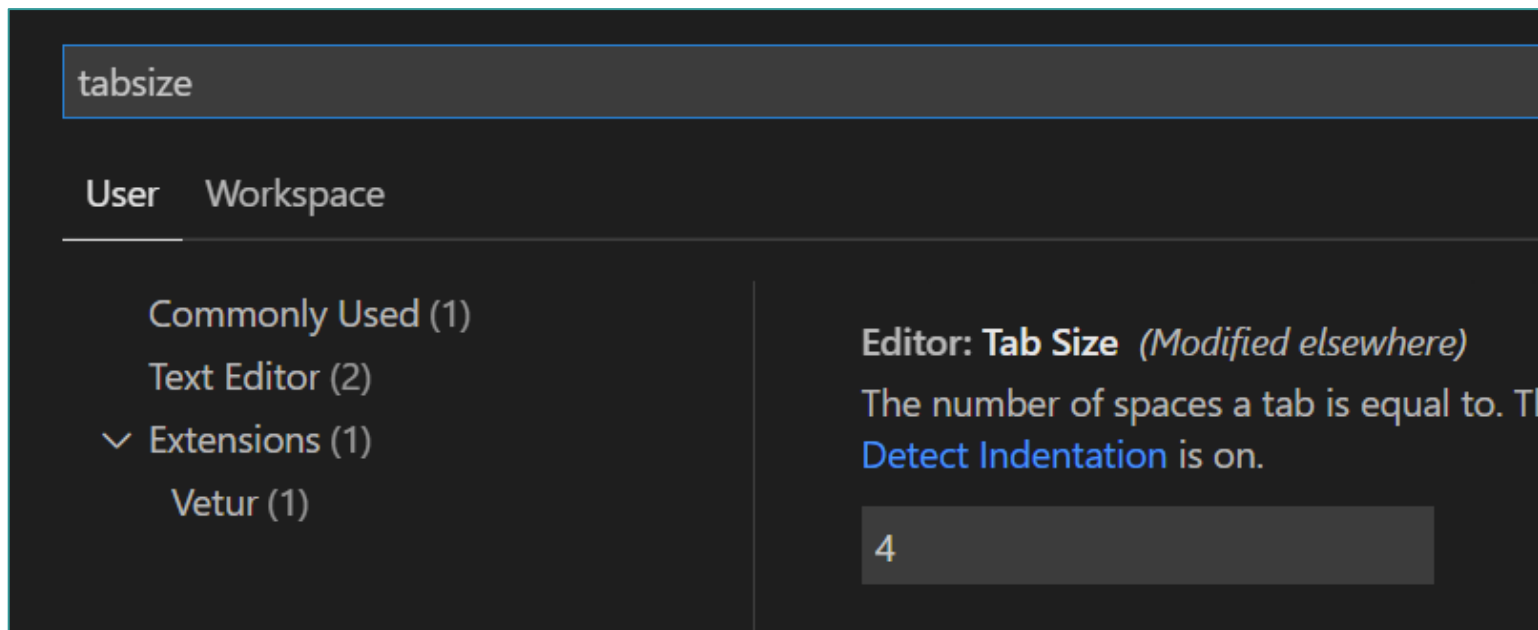 tabsize
User Workspace
Commonly Used (1)
Text Editor (2)
Extensions (1)
Vetur (1)
Editor: Tab Size (Modified elsewhere)
The number of spaces a tab is equal to.
Detect Indentation is on.
4